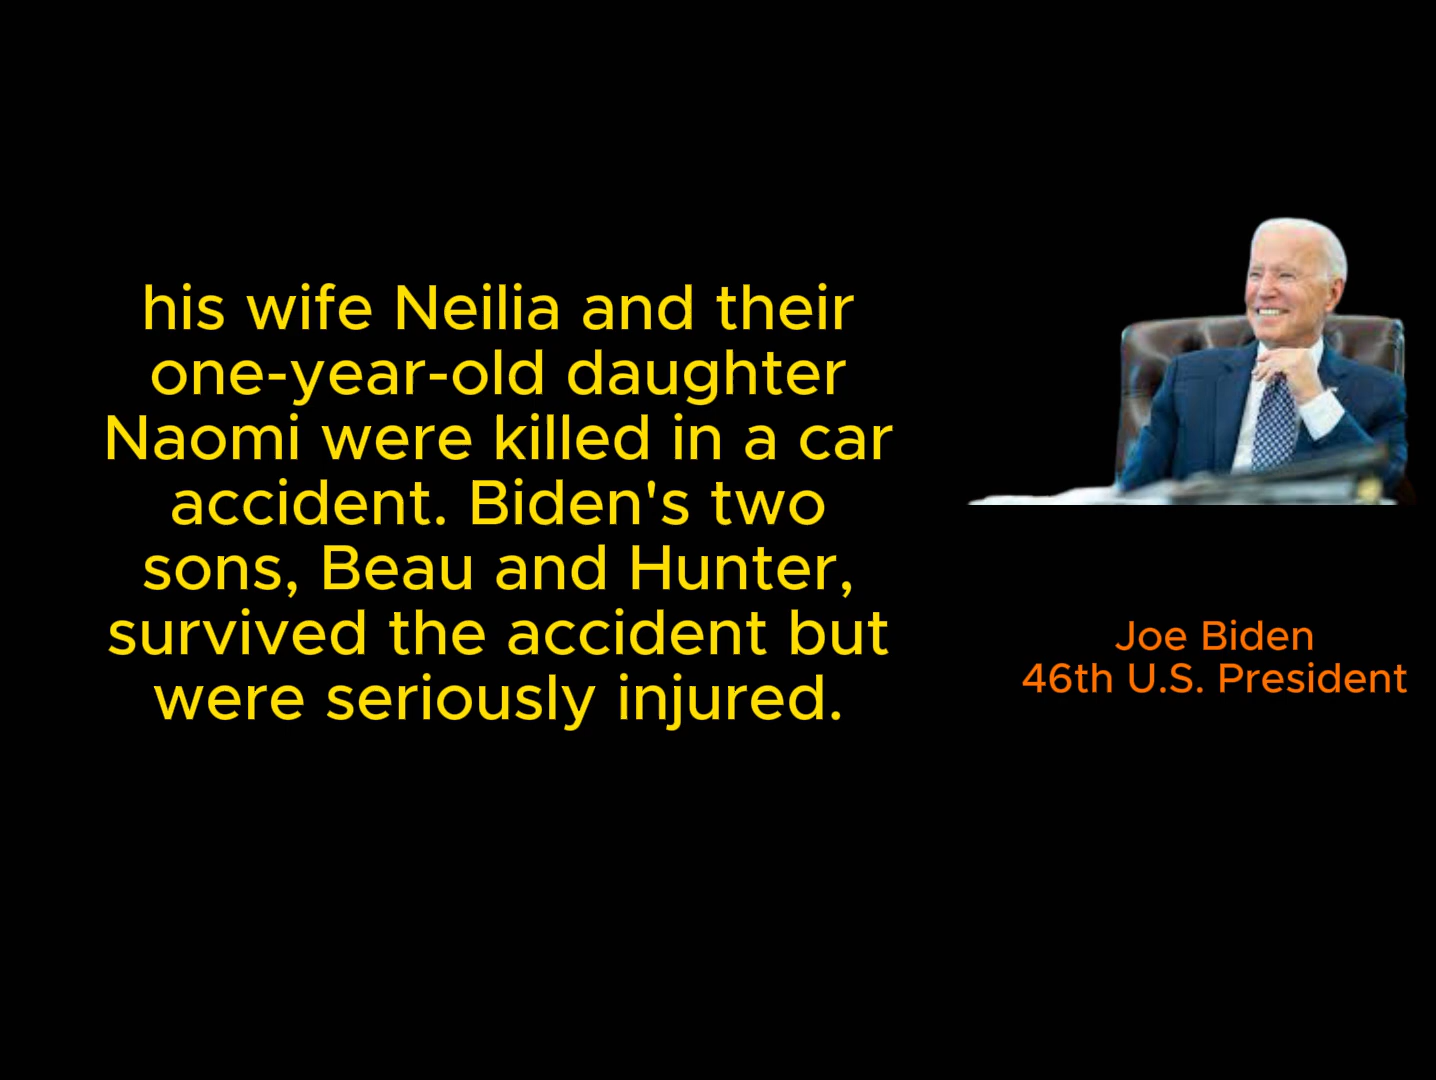 his wife Neilia and their
one-year-old daughter
Naomi were killed in a car
accident. Biden's two
sons, Beau and Hunter,
survived the accident but
were seriously injured.
Joe Biden
46th U.S. President